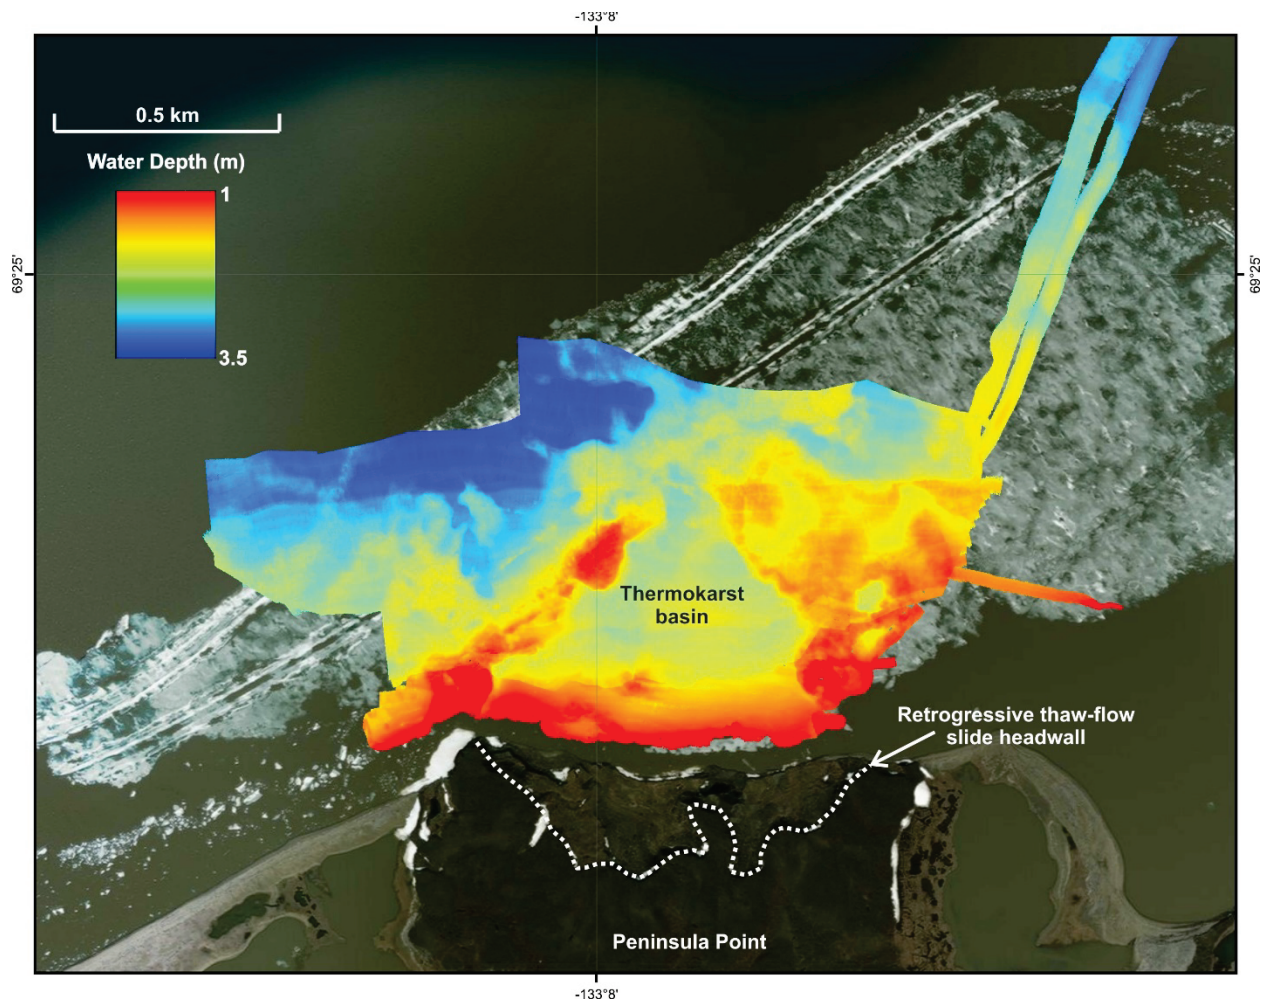 -133°8'
0.5 km
Water Depth (m)
1
69°25'
69°25'
3.5
Thermokarst
basin
Retrogressive thaw-flow
slide headwall
Peninsula Point
-133°8'